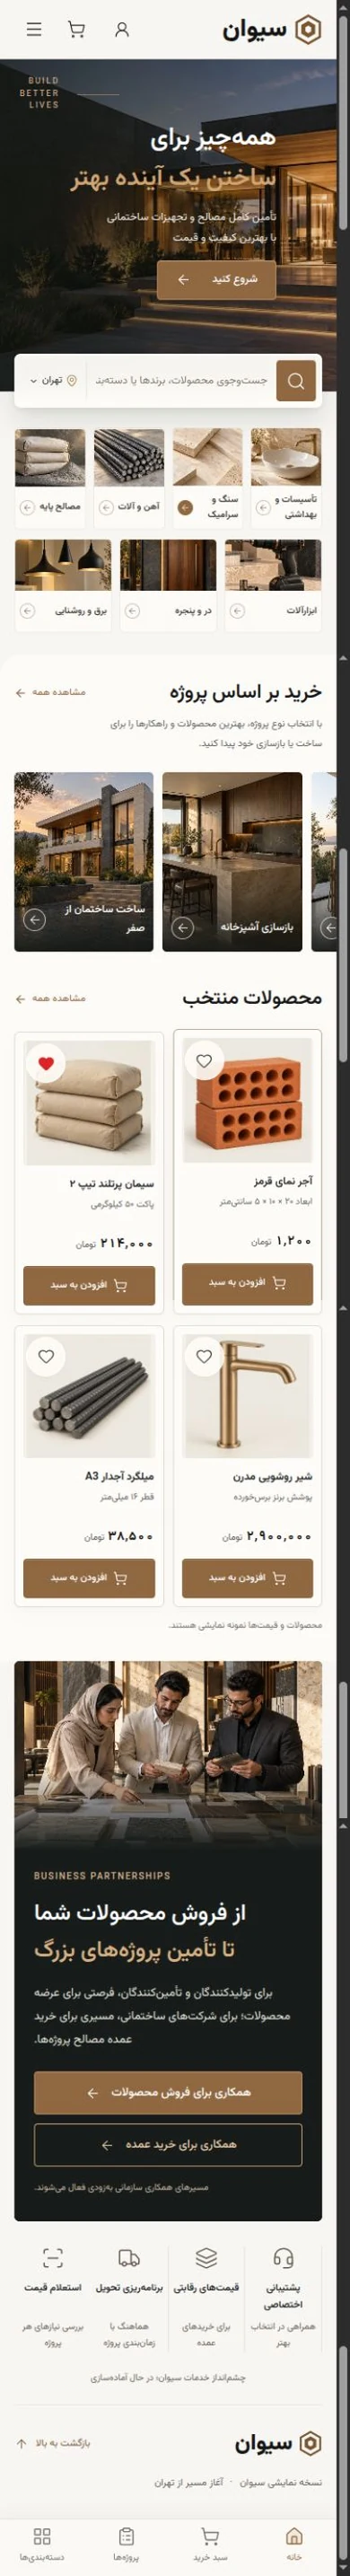 سیوان
BUILD
BETTER
LIVES
همه‌چیز برای
ساختن یک آینده بهتر
تأمین کامل مصالح و تجهیزات ساختمانی
با بهترین کیفیت و قیمت
شروع کنید
جست‌وجوی محصولات، برندها یا دسته‌بند
تهران
تأسیسات و
بهداشتی
سنگ و
سرامیک
آهن و آلات
مصالح پایه
ابزارآلات
در و پنجره
برق و روشنایی
خرید بر اساس پروژه
مشاهده همه
با انتخاب نوع پروژه، بهترین محصولات و راهکارها را برای
ساخت یا بازسازی خود پیدا کنید.
بازسازی آشپزخانه
ساخت ساختمان از
صفر
محصولات منتخب
مشاهده همه
آجر نمای قرمز
ابعاد ۲۰ × ۱۰ × ۵ سانتی‌متر
۱,۲۰۰ تومان
افزودن به سبد
سیمان پرتلند تیپ ۲
پاکت ۵۰ کیلوگرمی
۲۱۴,۰۰۰ تومان
افزودن به سبد
شیر روشویی مدرن
پوشش برنز برس‌خورده
۲,۹۰۰,۰۰۰ تومان
افزودن به سبد
میلگرد آجدار A3
قطر ۱۶ میلی‌متر
۳۸,۵۰۰ تومان
افزودن به سبد
محصولات و قیمت‌ها نمونه نمایشی هستند.
BUSINESS PARTNERSHIPS
از فروش محصولات شما
تا تأمین پروژه‌های بزرگ
برای تولیدکنندگان و تأمین‌کنندگان، فرصتی برای عرضه
محصولات؛ برای شرکت‌های ساختمانی، مسیری برای خرید
عمده مصالح پروژه‌ها.
همکاری برای فروش محصولات
همکاری برای خرید عمده
مسیرهای همکاری سازمانی به‌زودی فعال می‌شوند.
پشتیبانی
اختصاصی
همراهی در انتخاب
بهتر
قیمت‌های رقابتی
برای خریدهای
عمده
برنامه‌ریزی تحویل
هماهنگ با
زمان‌بندی پروژه
استعلام قیمت
بررسی نیازهای هر
پروژه
چشم‌انداز خدمات سیوان؛ در حال آماده‌سازی
سیوان
بازگشت به بالا
نسخه نمایشی سیوان · آغاز مسیر از تهران
خانه
سبد خرید
پروژه‌ها
دسته‌بندی‌ها